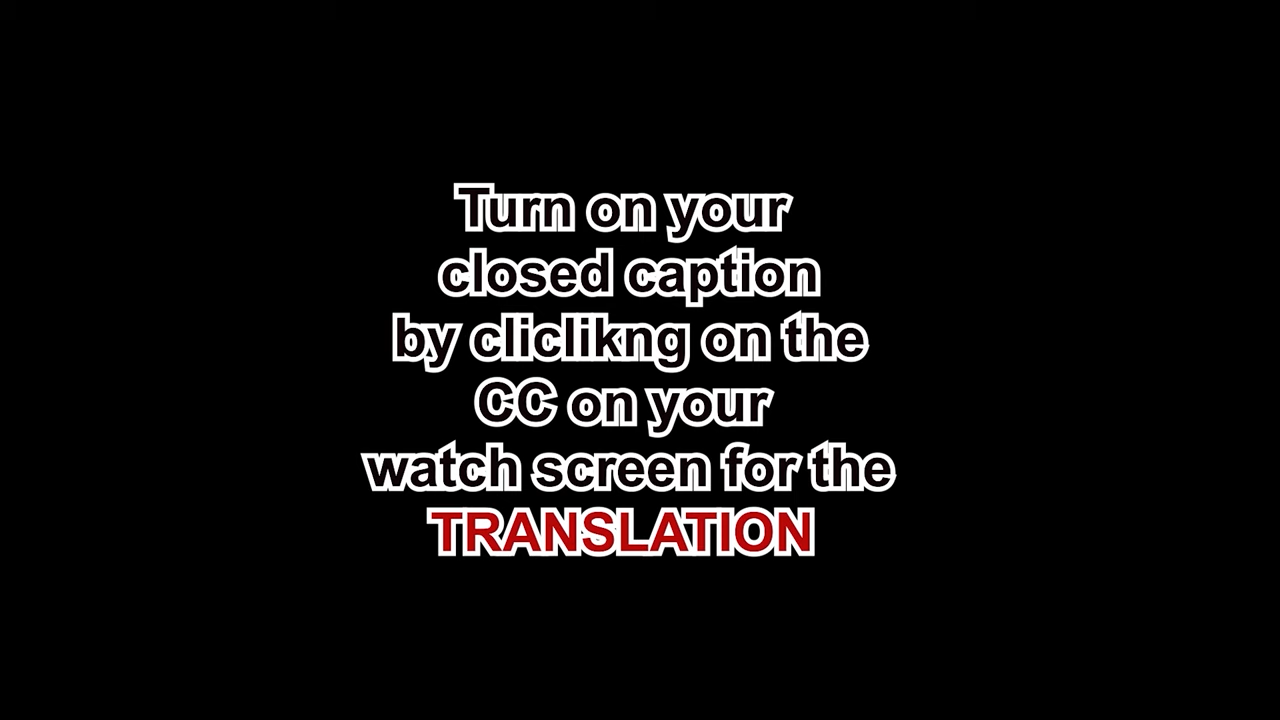 Turn on your
closed caption
by cliclikng on the
CC on your
watch screen for the
TRANSLATION